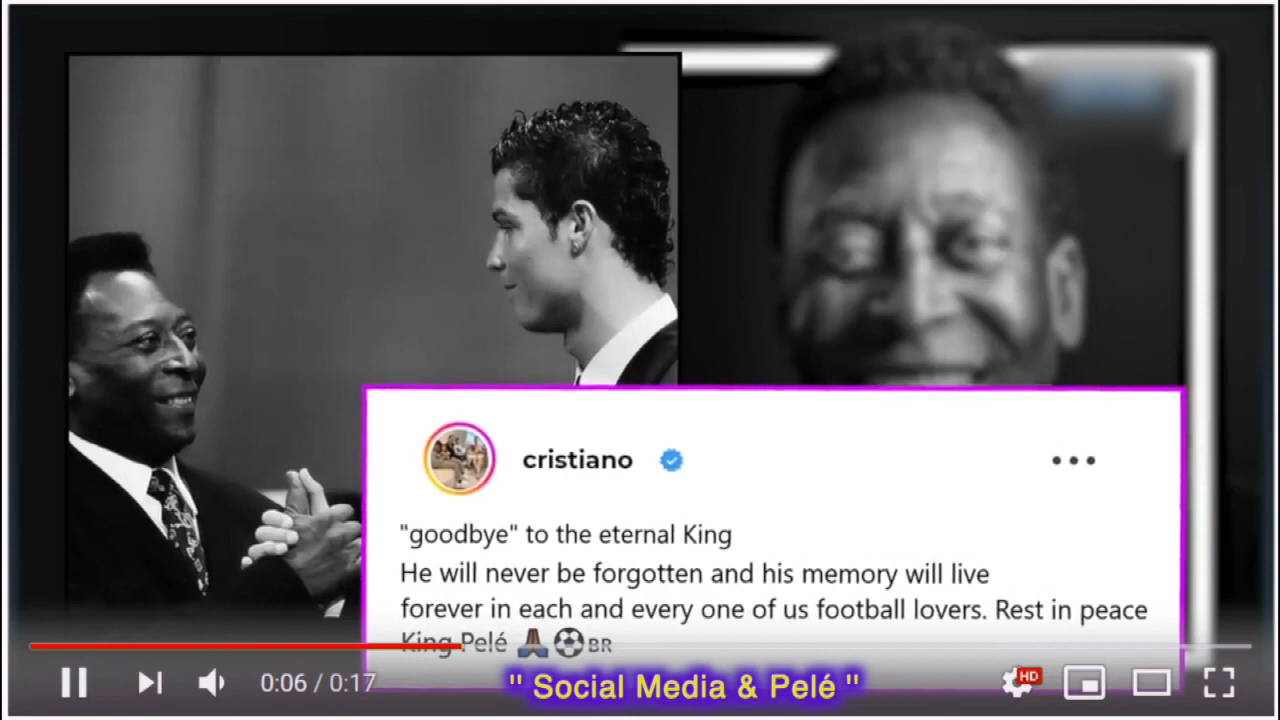 cristiano
"goodbye" to the eternal King
He will never be forgotten and his memory will live
forever in each and every one of us football lovers. Rest in peace
King Pelé 🙏🏾⚽BR
0:06 / 0:17
" Social Media & Pelé "
HD